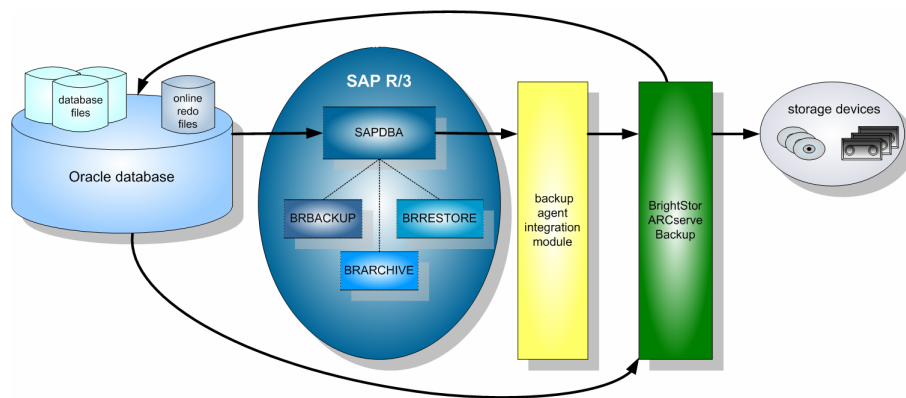 database
files
online
redo
files
Oracle database
SAP R/3
SAPDBA
BRBACKUP
BRRESTORE
BRARCHIVE
backup
agent
integration
module
BrightStor
ARCserve
Backup
storage devices